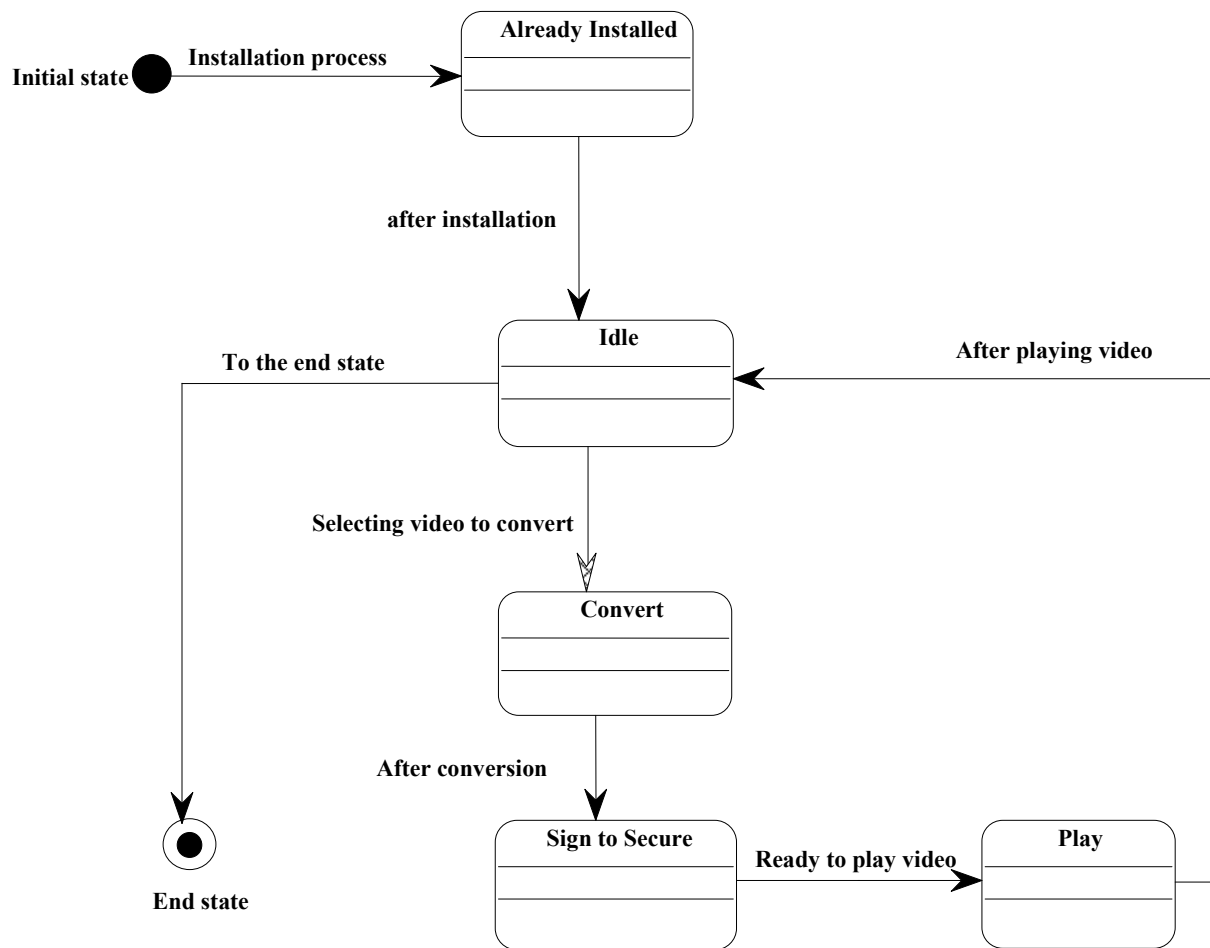 Already Installed
Installation process
Initial state
after installation
Idle
To the end state
After playing video
Selecting video to convert
Convert
After conversion
Sign to Secure
Ready to play video
Play
End state